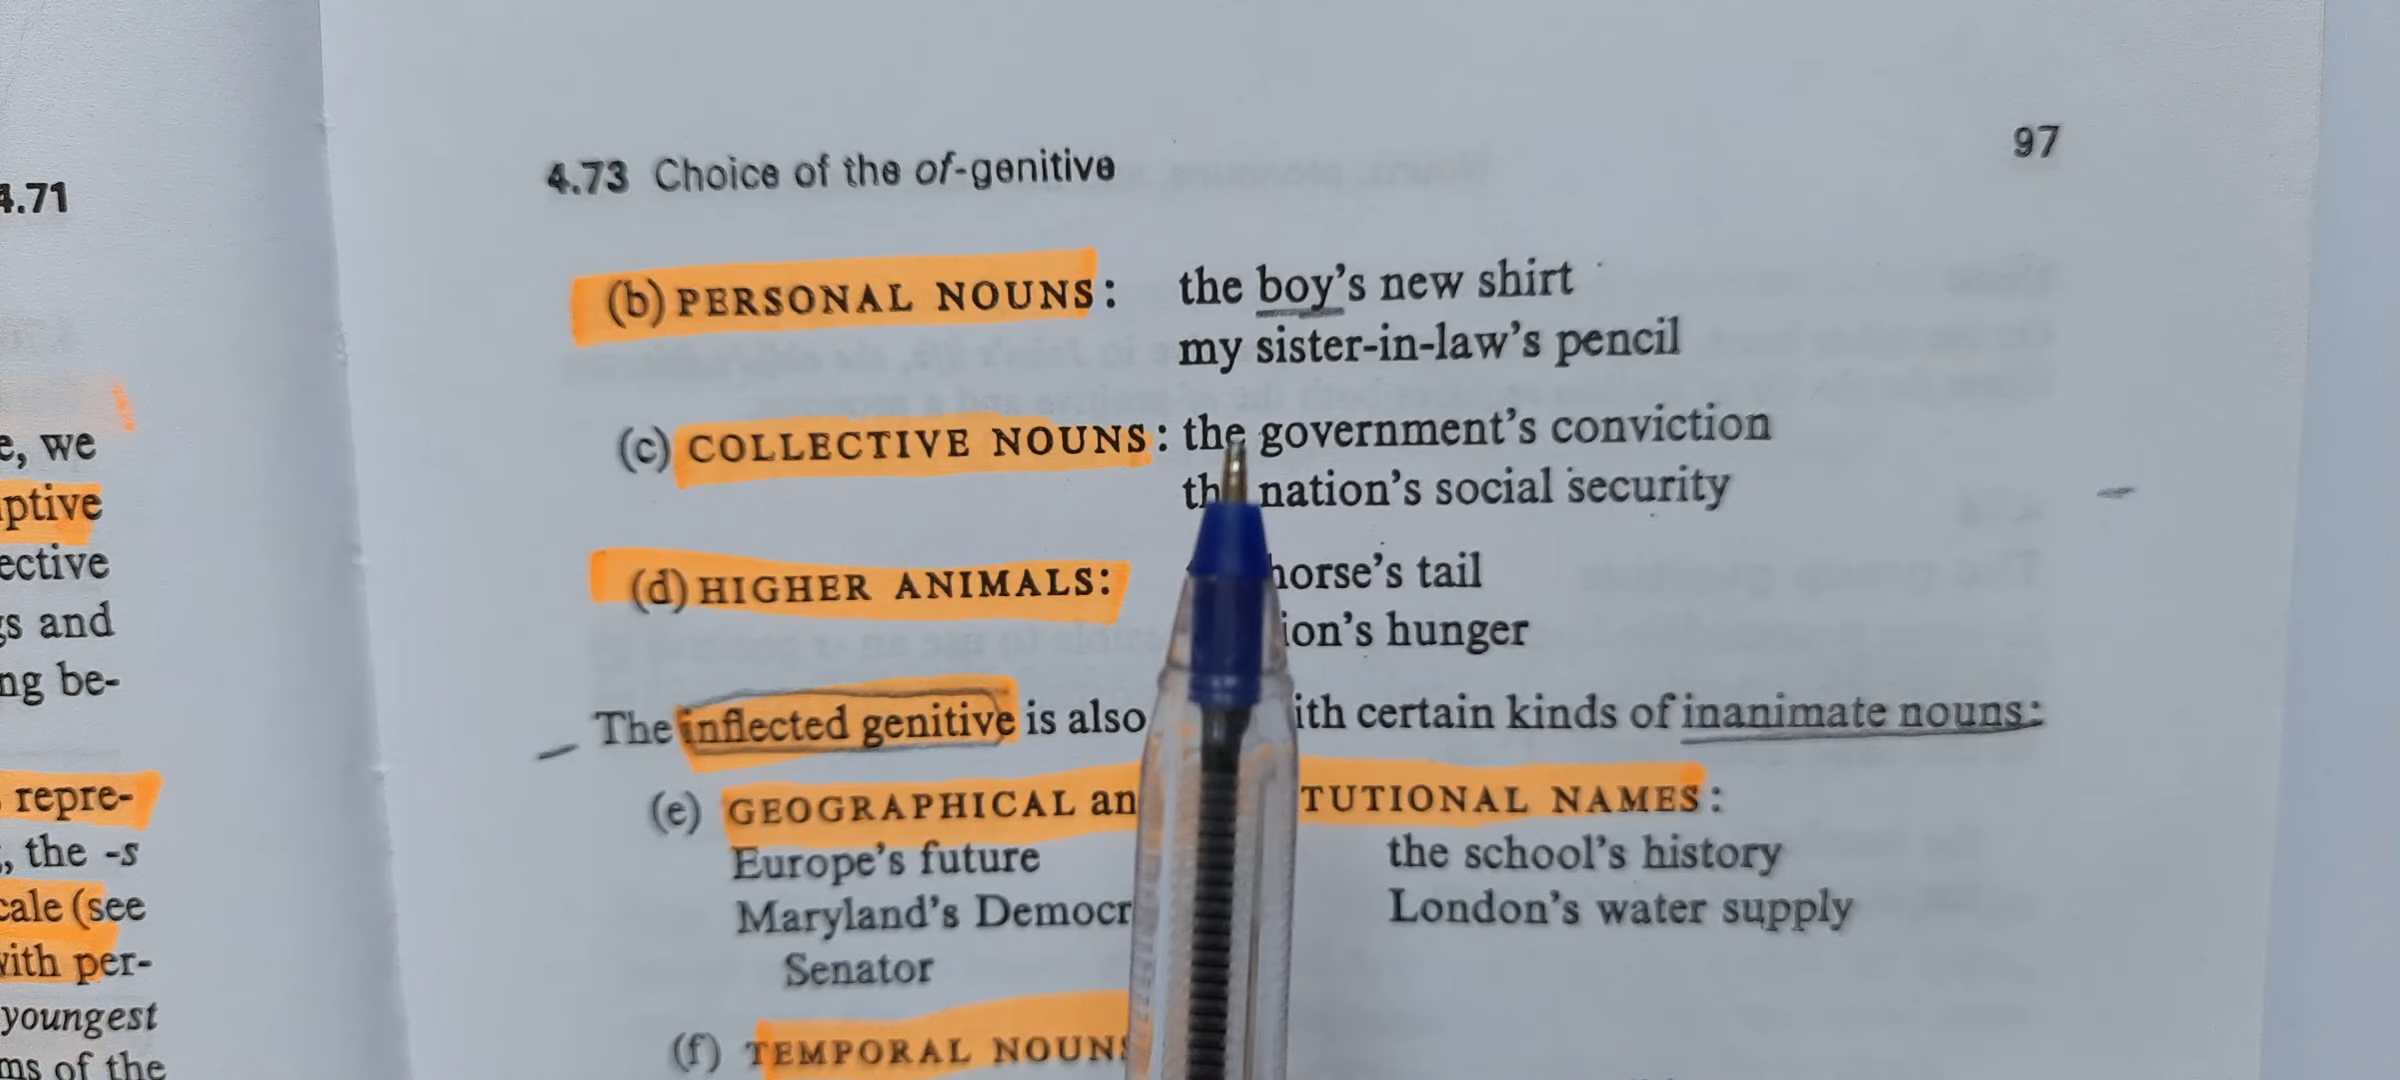 4.71
e, we
ptive
ective
gs and
ng be-
repre-
, the -s
cale (see
with per-
youngest
ms of the
4.73 Choice of the of-genitive
97
(b) PERSONAL NOUNS: the boy's new shirt
my sister-in-law's pencil
(c) COLLECTIVE NOUNS: the government's conviction
nation's social security
(d) HIGHER ANIMALS: horse's tail
ion's hunger
The inflected genitive is also ith certain kinds of inanimate nouns:
(e) GEOGRAPHICAL an TUTIONAL NAMES:
Europe's future the school's history
Maryland's Democr London's water supply
Senator
(f) TEMPORAL NOUNS